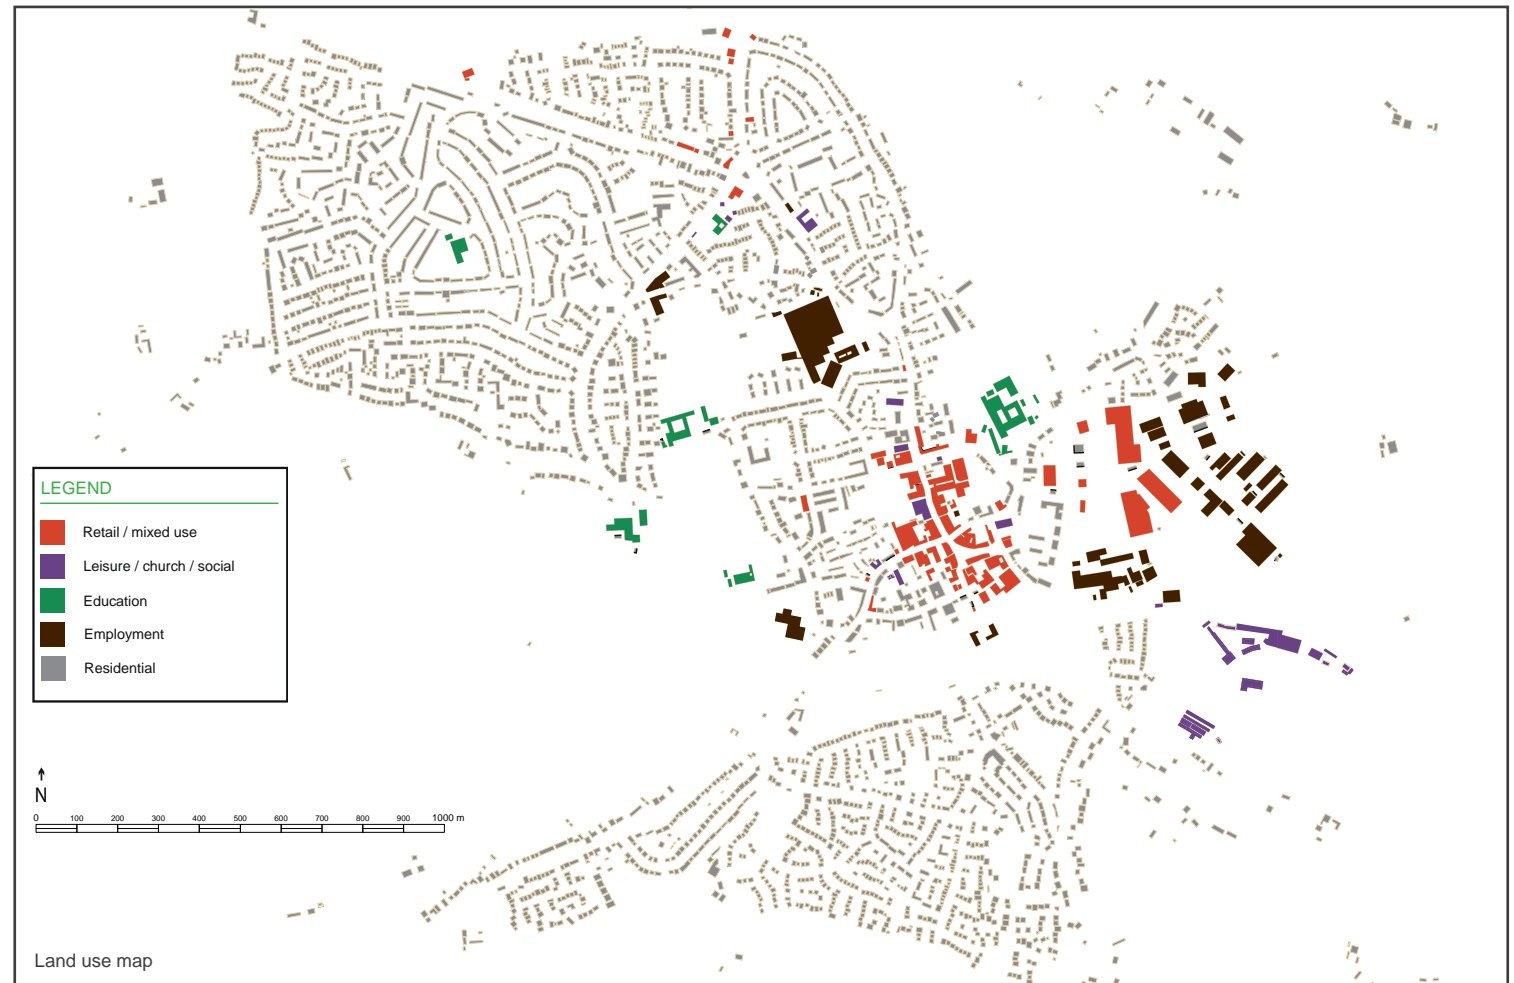 LEGEND
Retail / mixed use
Leisure / church / social
Education
Employment
Residential
N
0 100 200 300 400 500 600 700 800 900 1000 m
Land use map